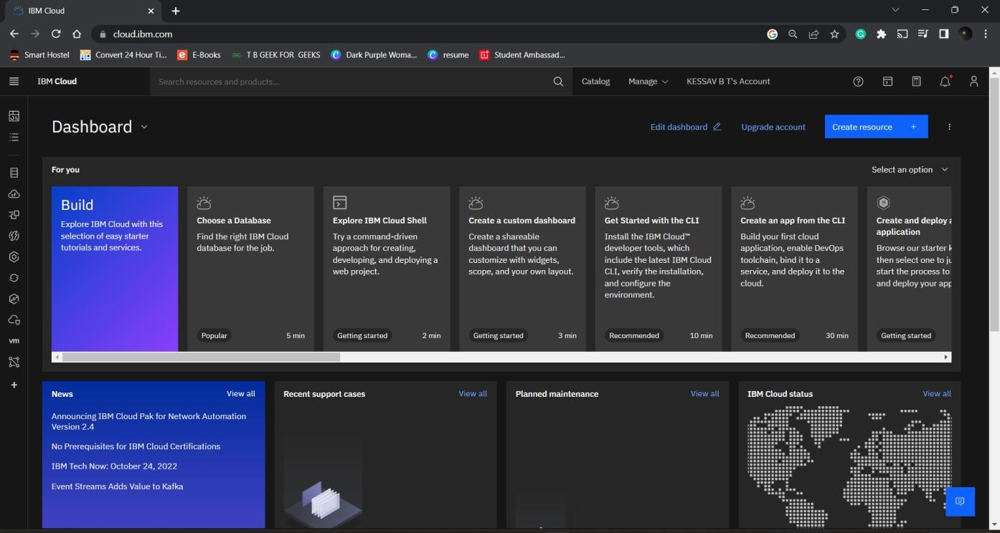 IBM Cloud
cloud.ibm.com
Smart Hostel
Convert 24 Hour Ti...
E-Books
T B GEEK FOR GEEKS
Dark Purple Woma...
resume
Student Ambassad...
IBM Cloud
Search resources and products...
Catalog
Manage
KESSAV B T's Account
Dashboard
Edit dashboard
Upgrade account
Create resource +
For you
Select an option
Build
Explore IBM Cloud with this
selection of easy starter
tutorials and services.
Choose a Database
Find the right IBM Cloud
database for the job.
Popular
5 min
Explore IBM Cloud Shell
Try a command-driven
approach for creating,
developing, and deploying a
web project.
Getting started
2 min
Create a custom dashboard
Create a shareable
dashboard that you can
customize with widgets,
scope, and your own layout.
Getting started
3 min
Get Started with the CLI
Install the IBM Cloud™
developer tools, which
include the latest IBM Cloud
CLI, verify the installation,
and configure the
environment.
Recommended
10 min
Create an app from the CLI
Build your first cloud
application, enable DevOps
toolchain, bind it to a
service, and deploy it to the
cloud.
Recommended
30 min
Create and deploy
application
Browse our starter
then select one to
start the process to
and deploy your
Getting started
vm
News
View all
Announcing IBM Cloud Pak for Network Automation
Version 2.4
No Prerequisites for IBM Cloud Certifications
IBM Tech Now: October 24, 2022
Event Streams Adds Value to Kafka
Recent support cases
View all
Planned maintenance
View all
IBM Cloud status
View all